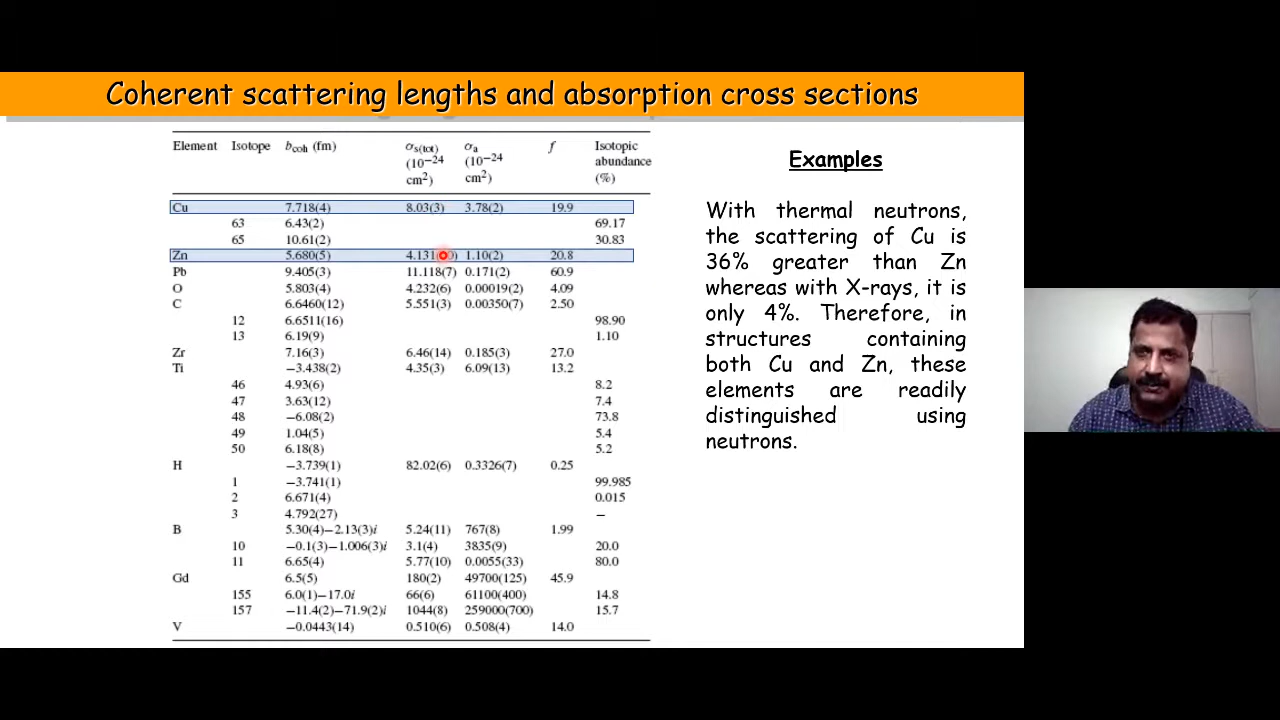 Coherent scattering lengths and absorption cross sections
Element Isotope b_coh (fm) σ_s(tot) (10^−24 cm^2) σ_a (10^−24 cm^2) f Isotopic abundance (%)
Cu 7.718(4) 8.03(3) 3.78(2) 19.9
63 6.43(2) 69.17
65 10.61(2) 30.83
Zn 5.680(5) 1.10(2) 20.8
Pb 9.405(3) 11.118(7) 0.171(2) 60.9
O 5.803(4) 4.232(6) 0.00019(2) 4.09
C 6.6460(12) 5.551(3) 0.00350(7) 2.50
12 6.6511(16) 98.90
13 6.19(9) 1.10
Zr 7.16(3) 6.46(14) 0.185(3) 27.0
Ti −3.438(2) 4.35(3) 6.09(13) 13.2
46 4.93(6) 8.2
47 3.63(12) 7.4
48 −6.08(2) 73.8
49 1.04(5) 5.4
50 6.18(8) 5.2
H −3.739(1) 82.02(6) 0.3326(7) 0.25
1 −3.741(1) 99.985
2 6.671(4) 0.015
3 4.792(27) –
B 5.30(4)−2.13(3)i 5.24(11) 767(8) 1.99
10 −0.1(3)−1.006(3)i 3.1(4) 3835(9) 20.0
11 6.65(4) 5.77(10) 0.0055(33) 80.0
Gd 6.5(5) 180(2) 49700(125) 45.9
155 6.0(1)−17.0i 66(6) 61100(400) 14.8
157 −11.4(2)−71.9(2)i 1044(8) 259000(700) 15.7
V −0.0443(14) 0.510(6) 0.508(4) 14.0
Examples
With thermal neutrons,
the scattering of Cu is
36% greater than Zn
whereas with X-rays, it is
only 4%. Therefore, in
structures containing
both Cu and Zn, these
elements are readily
distinguished using
neutrons.